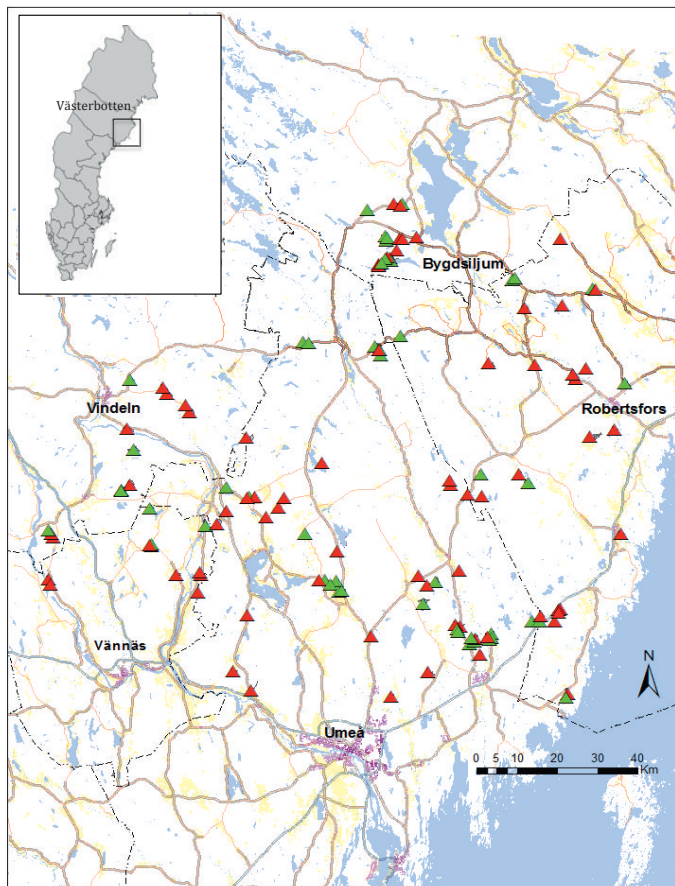 Västerbotten
Bygdsiljum
Vindeln
Robertsfors
Vännäs
N
Umeå
0 5 10 20 30 40
Km